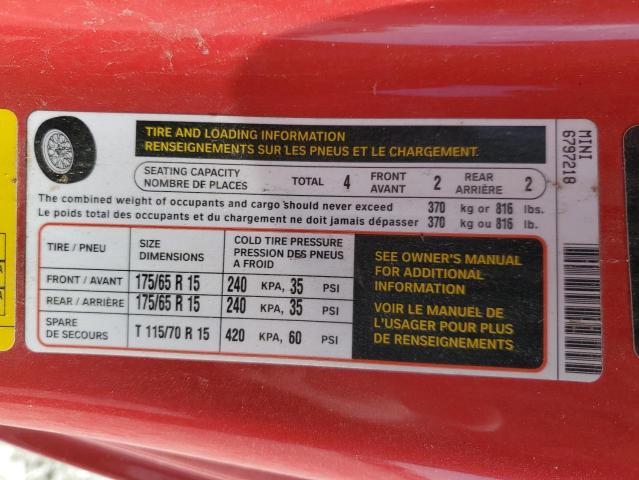 TIRE AND LOADING INFORMATION
RENSEIGNEMENTS SUR LES PNEUS ET LE CHARGEMENT.
SEATING CAPACITY
NOMBRE DE PLACES
TOTAL 4
FRONT
AVANT 2
REAR
ARRIÈRE 2
The combined weight of occupants and cargo should never exceed 370 kg or 816 lbs.
Le poids total des occupants et du chargement ne doit jamais dépasser 370 kg ou 816 lb.
TIRE / PNEU
SIZE
DIMENSIONS
COLD TIRE PRESSURE
PRESSION DES PNEUS
A FROID
FRONT / AVANT 175/65 R 15 240 KPA, 35 PSI
REAR / ARRIÈRE 175/65 R 15 240 KPA, 35 PSI
SPARE
DE SECOURS T 115/70 R 15 420 KPA, 60 PSI
SEE OWNER'S MANUAL
FOR ADDITIONAL
INFORMATION
VOIR LE MANUEL DE
L'USAGER POUR PLUS
DE RENSEIGNEMENTS
MINI
6797218